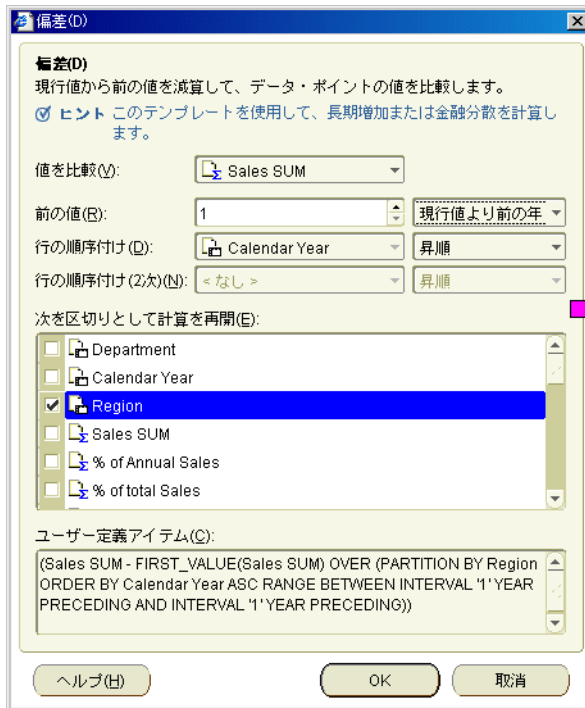 偏差(D)
偏差(D)
現行値から前の値を減算して、データ・ポイントの値を比較します。
ヒント このテンプレートを使用して、長期増加または金融分散を計算し
ます。
値を比較(V): Sales SUM
前の値(R): 1 現行値より前の年
行の順序付け(D): Calendar Year 昇順
行の順序付け(2次)(N): <なし> 昇順
次を区切りとして計算を再開(E):
Department
Calendar Year
Region
Sales SUM
% of Annual Sales
% of total Sales
ユーザー定義アイテム(C):
(Sales SUM - FIRST_VALUE(Sales SUM) OVER (PARTITION BY Region
ORDER BY Calendar Year ASC RANGE BETWEEN INTERVAL '1' YEAR
PRECEDING AND INTERVAL '1' YEAR PRECEDING))
ヘルプ(H) OK 取消